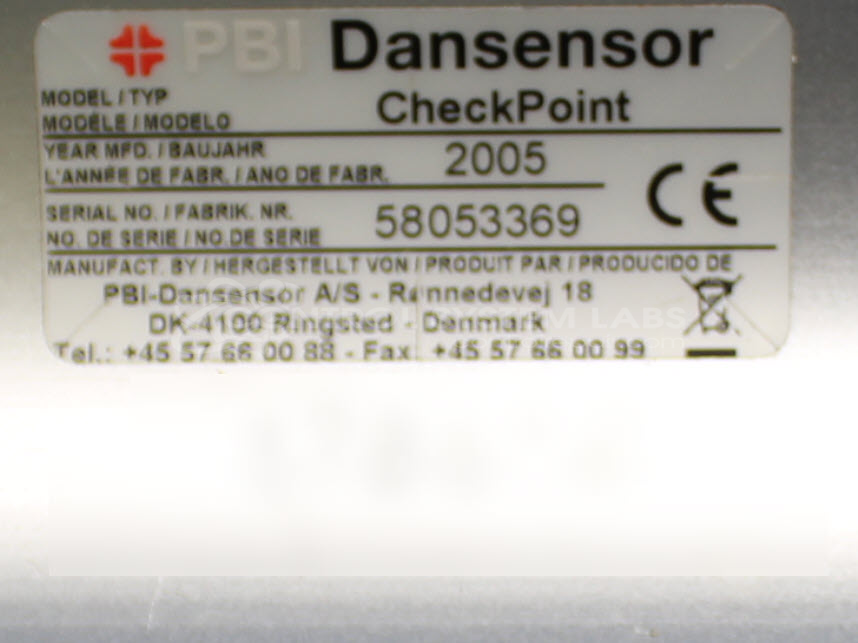 PBI Dansensor
MODEL / TYP
MODÈLE / MODELO
CheckPoint
YEAR MFD. / BAUJAHR
L'ANNÉE DE FABR. / ANO DE FABR.
2005
SERIAL NO. / FABRIK. NR.
NO. DE SERIE / NO. DE SERIE
58053369
CE
MANUFACT. BY / HERGESTELLT VON / PRODUIT PAR / PRODUCIDO DE
PBI-Dansensor A/S - Rønnedevej 18
DK-4100 Ringsted - Denmark
Tel.: +45 57 66 00 88 - Fax. +45 57 66 00 99
LABS